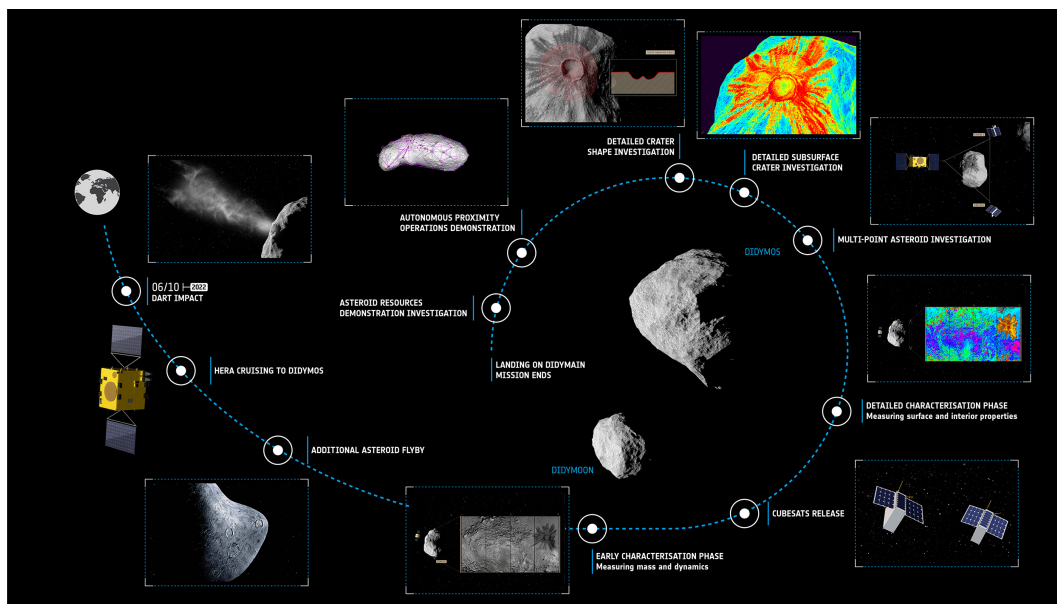 DETAILED CRATER
SHAPE INVESTIGATION
DETAILED SUBSURFACE
CRATER INVESTIGATION
AUTONOMOUS PROXIMITY
OPERATIONS DEMONSTRATION
DIDYMOS
MULTI-POINT ASTEROID INVESTIGATION
06/10 2022
DART IMPACT
ASTEROID RESOURCES
DEMONSTRATION INVESTIGATION
HERA CRUISING TO DIDYMOS
LANDING ON DIDYMAIN
MISSION ENDS
DETAILED CHARACTERISATION PHASE
Measuring surface and interior properties
ADDITIONAL ASTEROID FLYBY
DIDYMOON
CUBESATS RELEASE
EARLY CHARACTERISATION PHASE
Measuring mass and dynamics